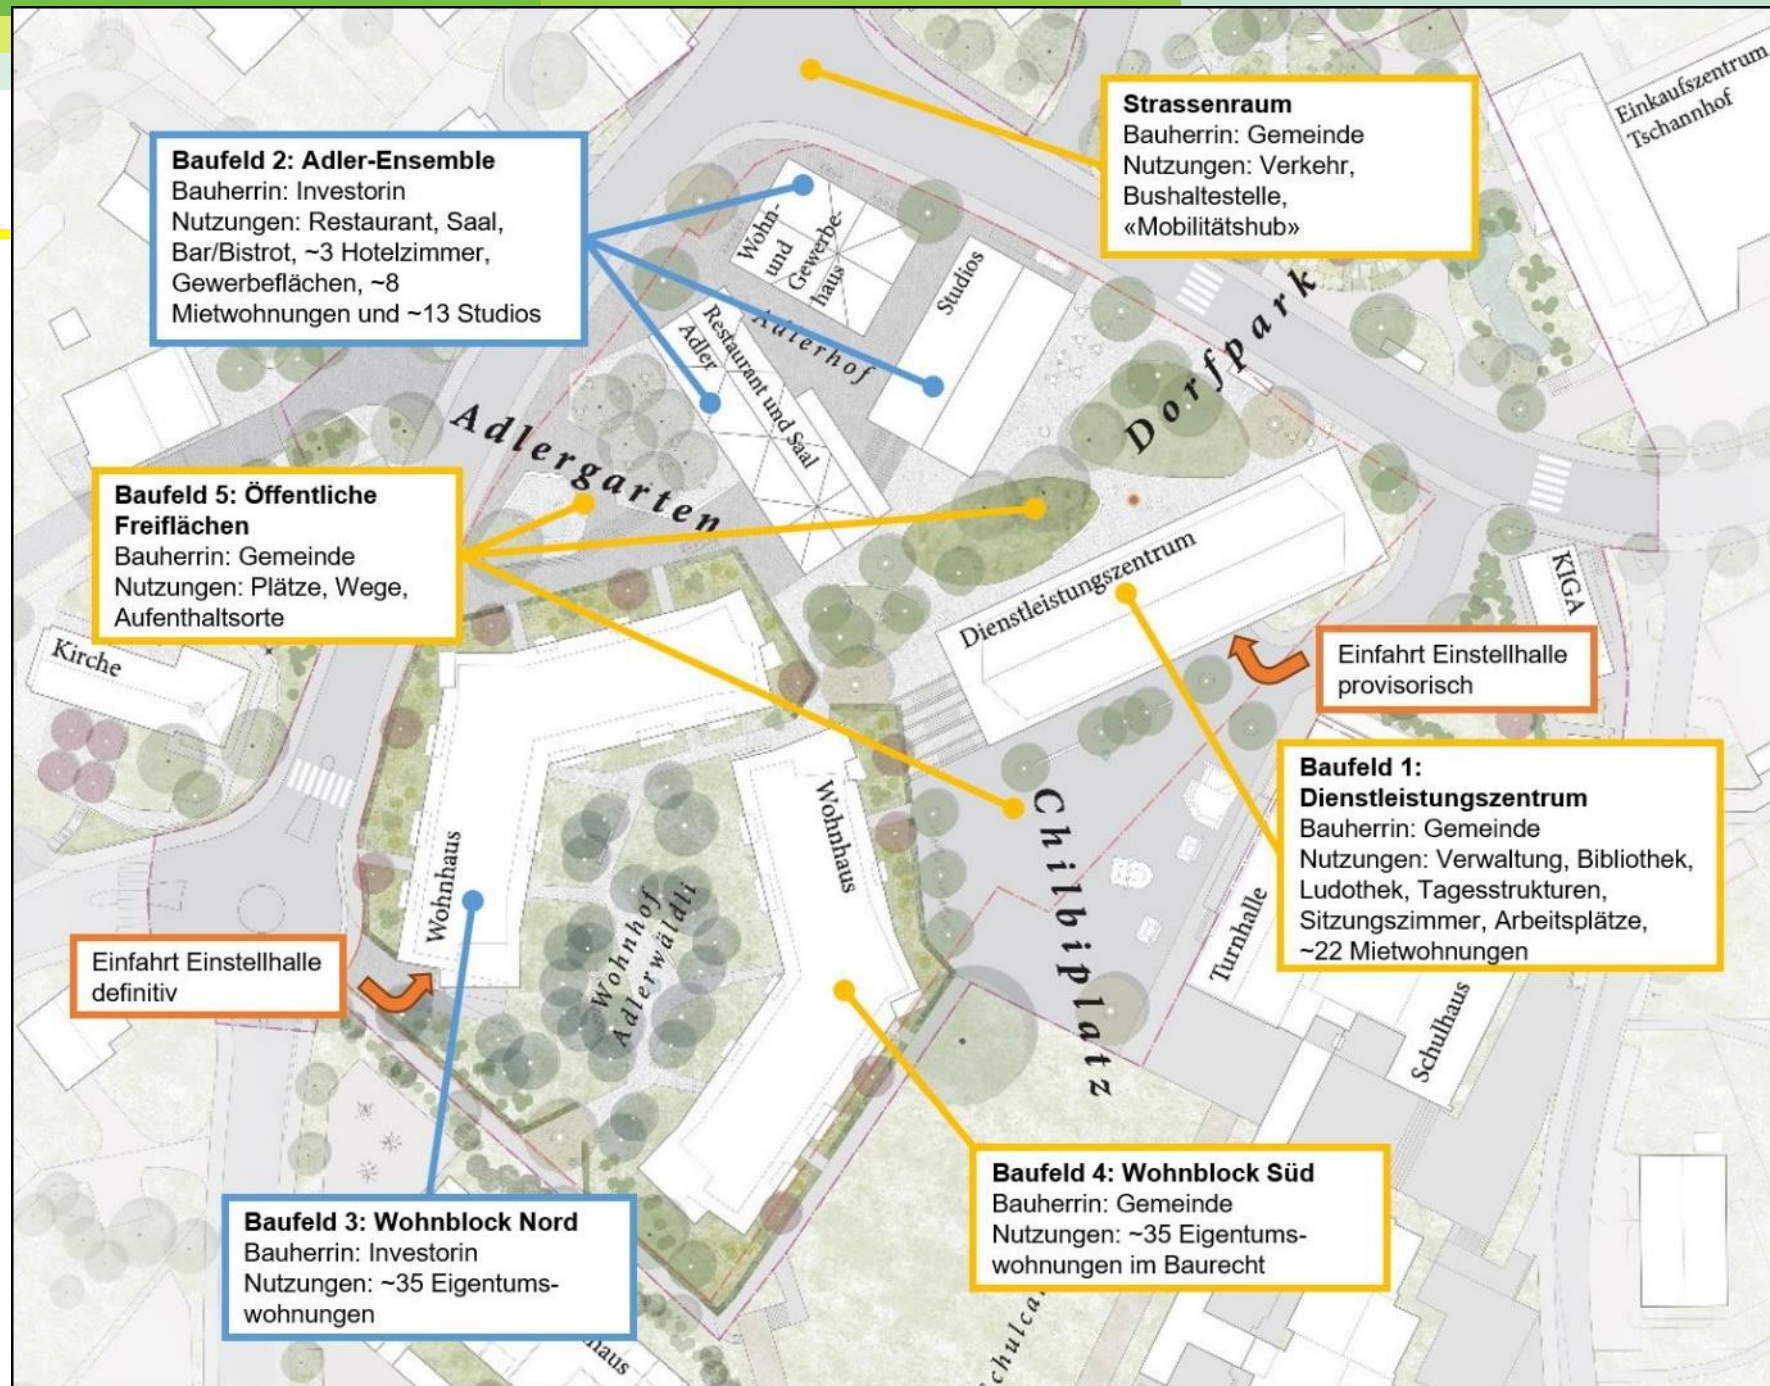 Einkaufszentrum
Tschannhof
Strassenraum
Bauherrin: Gemeinde
Nutzungen: Verkehr,
Bushaltestelle,
«Mobilitätshub»
Baufeld 2: Adler-Ensemble
Bauherrin: Investorin
Nutzungen: Restaurant, Saal,
Bar/Bistrot, ~3 Hotelzimmer,
Gewerbeflächen, ~8
Mietwohnungen und ~13 Studios
Wohn-
und
Gewerbe-
haus
Studios
Adlerhof
Restaurant und Saal
Adler
Dorfpark
Adlergarten
Baufeld 5: Öffentliche
Freiflächen
Bauherrin: Gemeinde
Nutzungen: Plätze, Wege,
Aufenthaltsorte
Dienstleistungszentrum
KIGA
Kirche
Einfahrt Einstellhalle
provisorisch
Baufeld 1:
Dienstleistungszentrum
Bauherrin: Gemeinde
Nutzungen: Verwaltung, Bibliothek,
Ludothek, Tagesstrukturen,
Sitzungszimmer, Arbeitsplätze,
~22 Mietwohnungen
Wohnhaus
Wohnhaus
Wohnhof
Adlerwäldli
Chilbiplatz
Turnhalle
Schulhaus
Einfahrt Einstellhalle
definitiv
Baufeld 4: Wohnblock Süd
Bauherrin: Gemeinde
Nutzungen: ~35 Eigentums-
wohnungen im Baurecht
Baufeld 3: Wohnblock Nord
Bauherrin: Investorin
Nutzungen: ~35 Eigentums-
wohnungen